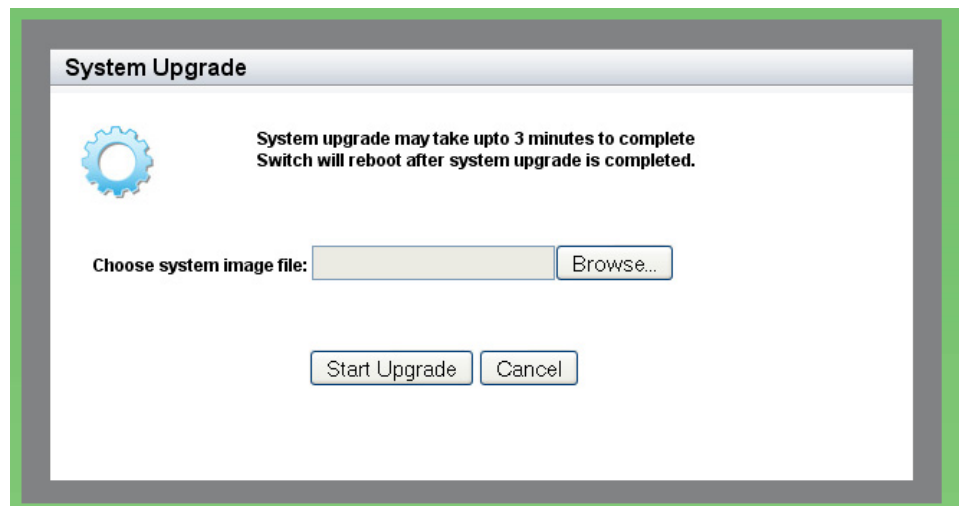 System Upgrade
System upgrade may take upto 3 minutes to complete
Switch will reboot after system upgrade is completed.
Choose system image file:
Browse...
Start Upgrade
Cancel